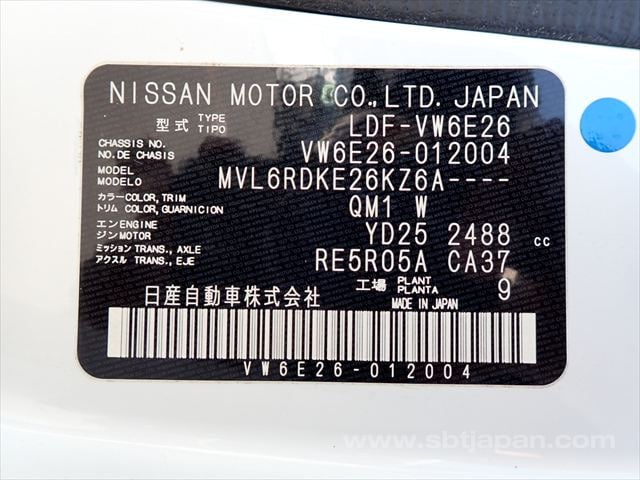 NISSAN MOTOR CO.,LTD. JAPAN
型式 TYPE TIPO LDF-VW6E26
CHASSIS NO. NO. DE CHASSIS VW6E26-012004
MODEL MODELO MVL6RDKE26KZ6A----
カラー COLOR, TRIM トリム COLOR, GUARNICION QM1 W
エンジン ENGINE MOTOR YD25 2488 cc
ミッション TRANS., AXLE アクスル TRANS., EJE RE5R05A CA37
工場 PLANT PLANTA 9
日産自動車株式会社 MADE IN JAPAN
VW6E26-012004
www.sbtjapan.com